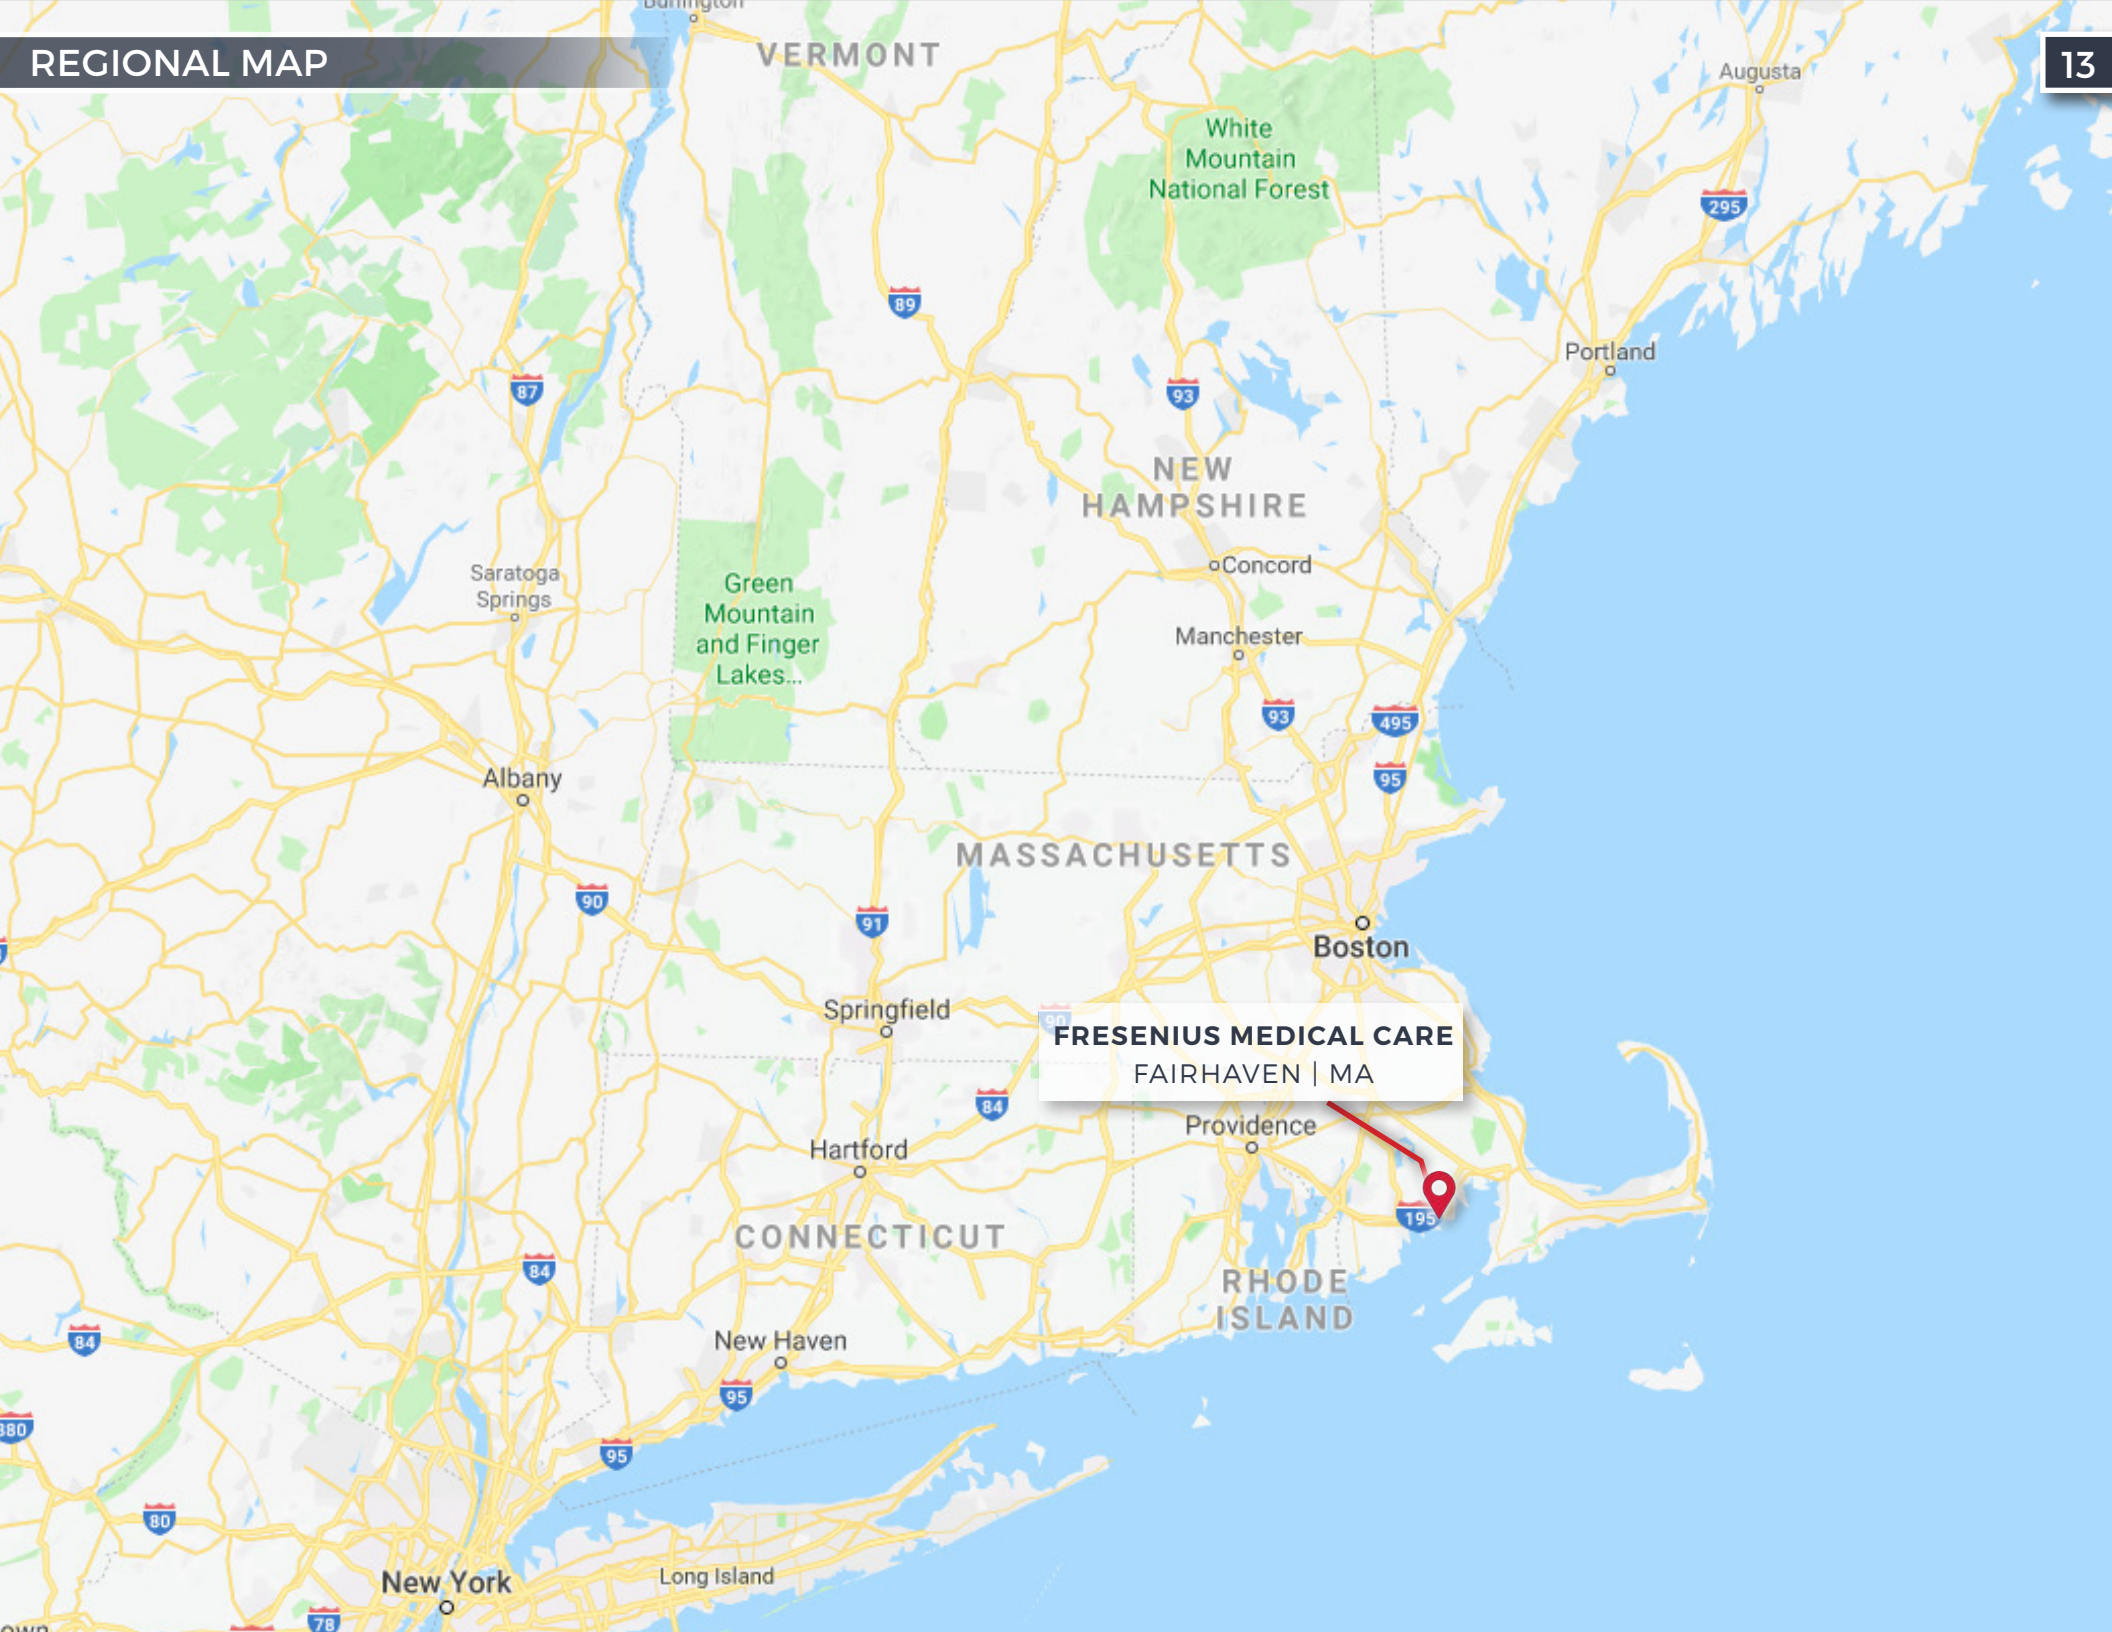 Burlington
VERMONT
REGIONAL MAP
13
Augusta
White
Mountain
National Forest
295
89
Portland
87
93
NEW
HAMPSHIRE
Concord
Saratoga
Springs
Green
Mountain
and Finger
Lakes...
Manchester
93
495
95
Albany
MASSACHUSETTS
90
91
Boston
Springfield
90
FRESENIUS MEDICAL CARE
FAIRHAVEN | MA
84
Providence
Hartford
195
CONNECTICUT
84
RHODE
ISLAND
84
New Haven
95
380
95
80
New York
Long Island
78